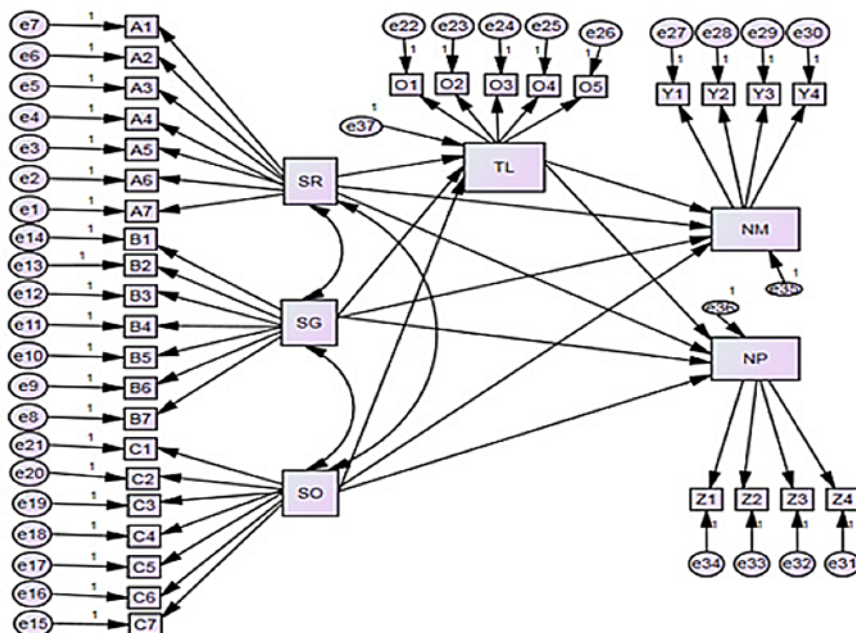 e7 1 A1
e6 1 A2
e5 1 A3
e4 1 A4
e3 1 A5
e2 1 A6
e1 1 A7
e14 1 B1
e13 1 B2
e12 1 B3
e11 1 B4
e10 1 B5
e9 1 B6
e8 1 B7
e21 1 C1
e20 1 C2
e19 1 C3
e18 1 C4
e17 1 C5
e16 1 C6
e15 1 C7
SR
SG
SO
e22 e23 e24 e25 e26
1 1 1 1 1
O1 O2 O3 O4 O5
e37 1
TL
e27 e28 e29 e30
1 1 1 1
Y1 Y2 Y3 Y4
NM
1
e35
1
e36
NP
Z1 Z2 Z3 Z4
1 1 1 1
e34 e33 e32 e31